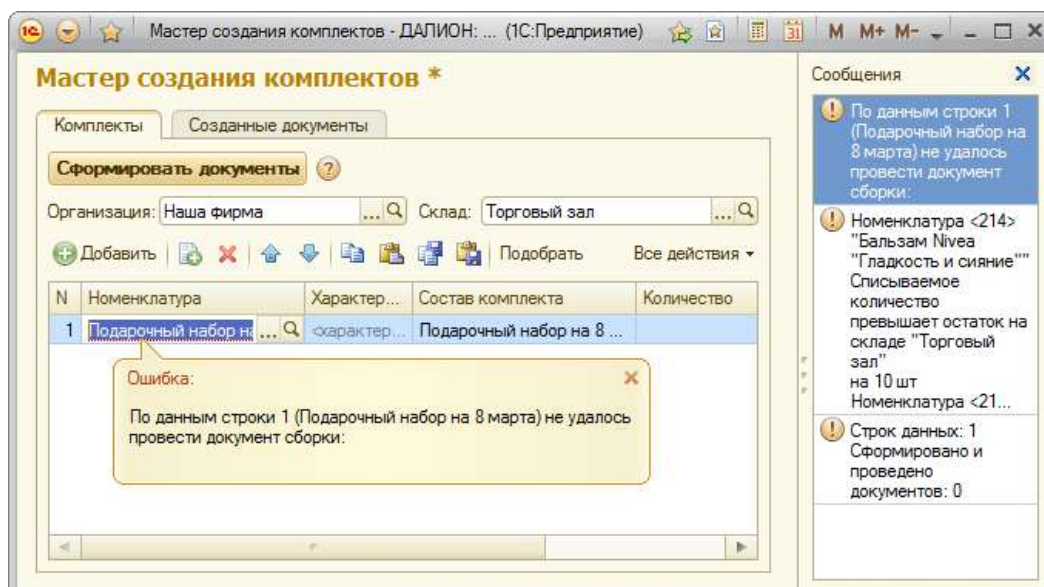 Мастер создания комплектов - ДАЛИОН: ... (1С:Предприятие)
31 M M+ M-
Мастер создания комплектов *
Комплекты Созданные документы
Сформировать документы ?
Организация: Наша фирма ... Склад: Торговый зал ...
Добавить Подобрать Все действия
N Номенклатура Характер... Состав комплекта Количество
1 Подарочный набор на ... <характер... Подарочный набор на 8 ...
Ошибка:
По данным строки 1 (Подарочный набор на 8 марта) не удалось
провести документ сборки:
Сообщения
По данным строки 1
(Подарочный набор на
8 марта) не удалось
провести документ
сборки:
Номенклатура <214>
"Бальзам Nivea
"Гладкость и сияние""
Списываемое
количество
превышает остаток на
складе "Торговый
зал"
на 10 шт
Номенклатура <21...
Строк данных: 1
Сформировано и
проведено
документов: 0